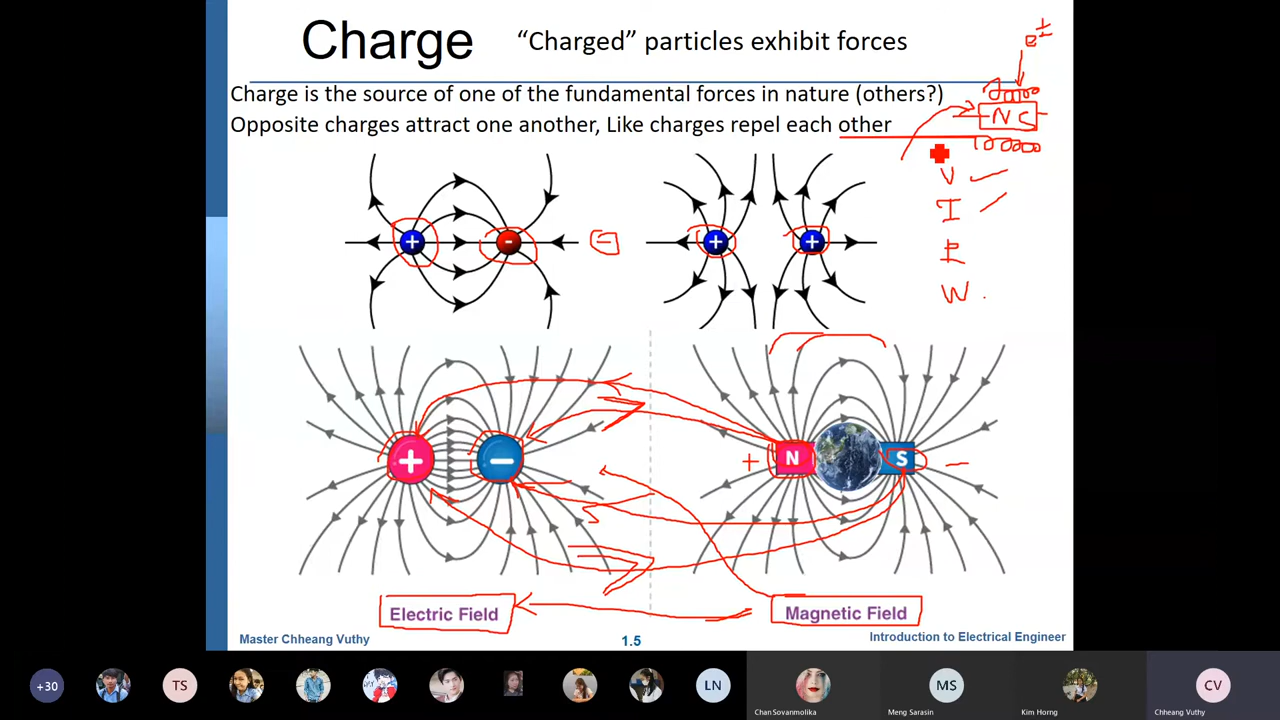 Charge
“Charged” particles exhibit forces
e±
Charge is the source of one of the fundamental forces in nature (others?)
N S
Opposite charges attract one another, Like charges repel each other
V
I
+ - -
+ +
W
+ -
+ N S -
Electric Field
Magnetic Field
Master Chheang Vuthy
1.5
Introduction to Electrical Engineer
+30
TS
LN
MS
CV
Chan Sovanmolika
Meng Sarasin
Kim Horng
Chheang Vuthy